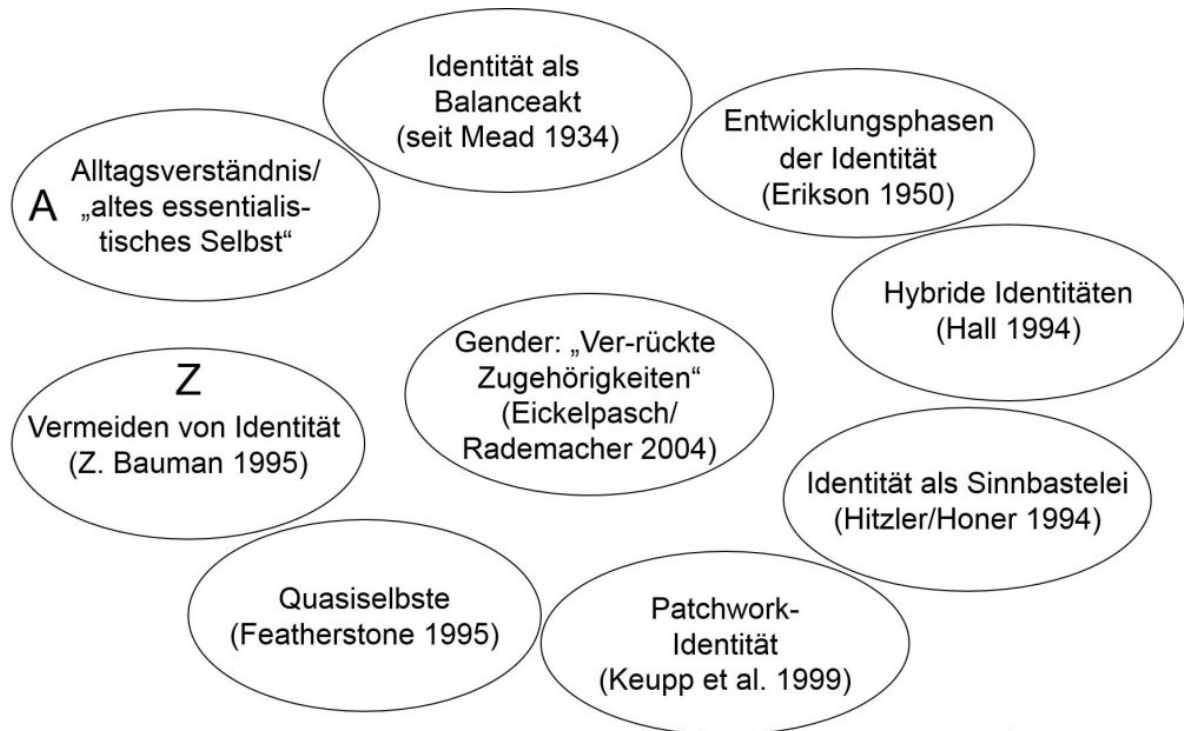 A
Alltagsverständnis/
„altes essentialis-
tisches Selbst“
Identität als
Balanceakt
(seit Mead 1934)
Entwicklungsphasen
der Identität
(Erikson 1950)
Hybride Identitäten
(Hall 1994)
Identität als Sinnbastelei
(Hitzler/Honer 1994)
Patchwork-
Identität
(Keupp et al. 1999)
Quasiselbste
(Featherstone 1995)
Z
Vermeiden von Identität
(Z. Bauman 1995)
Gender: „Ver-rückte
Zugehörigkeiten“
(Eickelpasch/
Rademacher 2004)